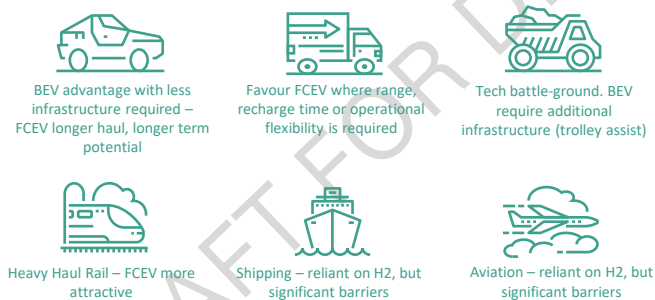 BEV advantage with less
infrastructure required –
FCEV longer haul, longer term
potential
Favour FCEV where range,
recharge time or operational
flexibility is required
Tech battle-ground. BEV
require additional
infrastructure (trolley assist)
Heavy Haul Rail – FCEV more
attractive
Shipping – reliant on H2, but
significant barriers
Aviation – reliant on H2, but
significant barriers
AFT FOR D